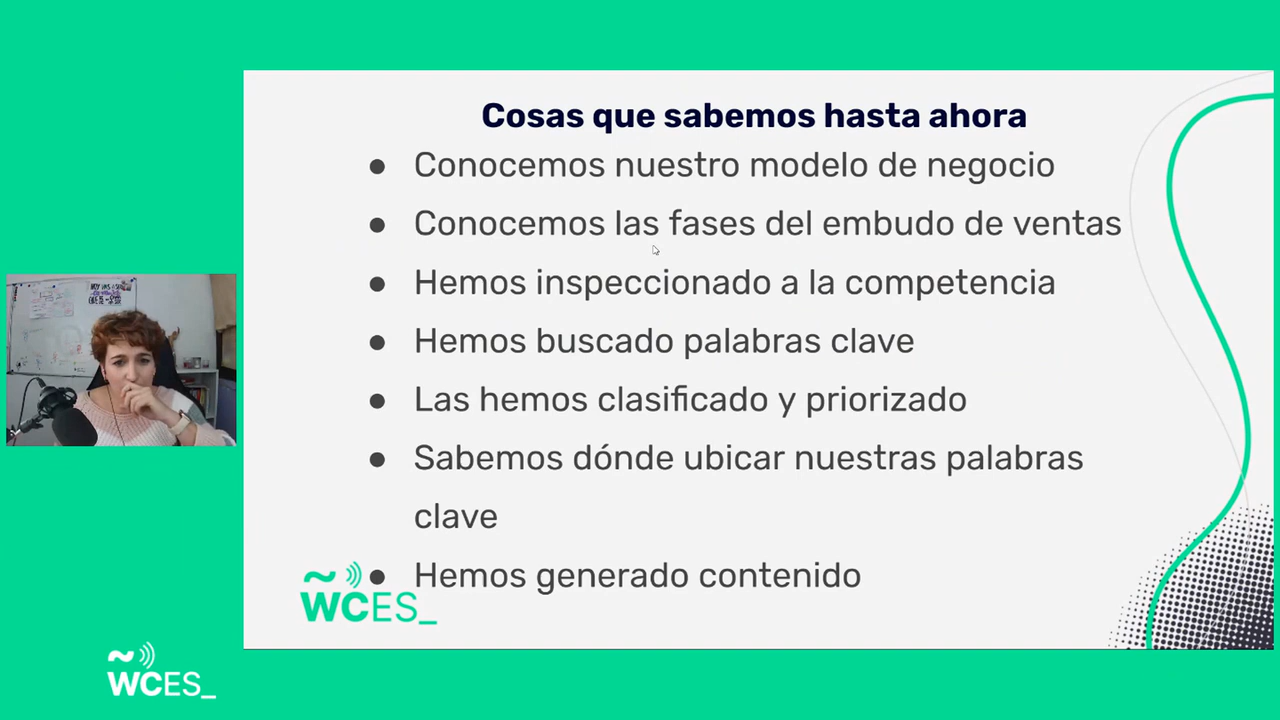 Cosas que sabemos hasta ahora
● Conocemos nuestro modelo de negocio
● Conocemos las fases del embudo de ventas
● Hemos inspeccionado a la competencia
● Hemos buscado palabras clave
● Las hemos clasificado y priorizado
● Sabemos dónde ubicar nuestras palabras
clave
● Hemos generado contenido
WCES_
WCES_